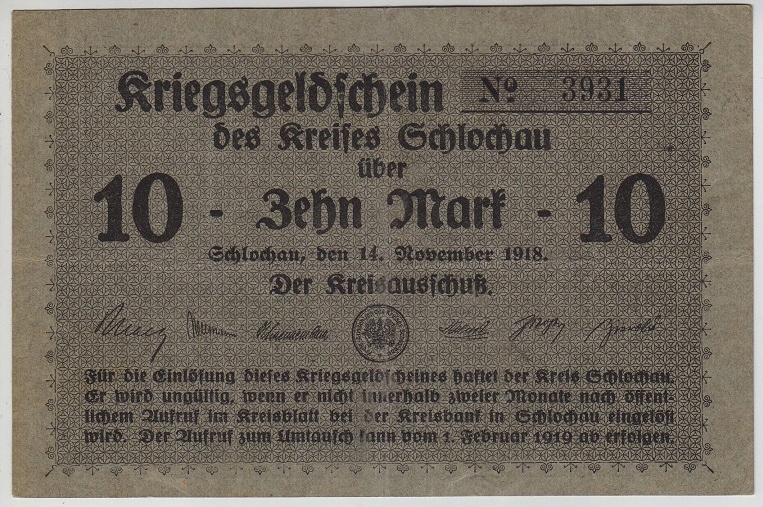 Kriegsgeldschein Nº 3931
des Kreises Schlochau
über
10 - Zehn Mark - 10
Schlochau, den 14. November 1918.
Der Kreisausschuß.
Für die Einlösung dieses Kriegsgeldscheines haftet der Kreis Schlochau.
Er wird ungültig, wenn er nicht innerhalb zweier Monate nach öffent-
lichem Aufruf im Kreisblatt bei der Kreisbank in Schlochau eingelöst
wird. Der Aufruf zum Umtausch kann vom 1. Februar 1919 ab erfolgen.